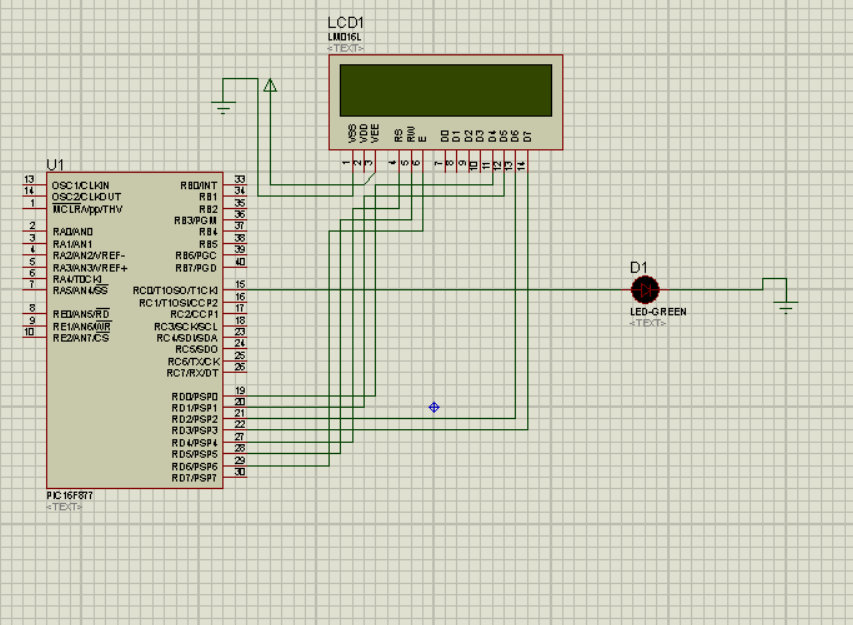 LCD1
LM016L
<TEXT>
VSS VDD VEE RS RW E D0 D1 D2 D3 D4 D5 D6 D7
1 2 3 4 5 6 7 8 9 10 11 12 13 14
U1
13 OSC1/CLKIN RB0/INT 33
14 OSC2/CLKOUT RB1 34
1 MCLR/Vpp/THV RB2 35
RB3/PGM 36
2 RA0/AN0 RB4 37
3 RA1/AN1 RB5 38
4 RA2/AN2/VREF- RB6/PGC 39
5 RA3/AN3/VREF+ RB7/PGD 40
6 RA4/T0CKI
7 RA5/AN4/SS RC0/T1OSO/T1CKI 15
RC1/T1OSI/CCP2 16
8 RE0/AN5/RD RC2/CCP1 17
9 RE1/AN6/WR RC3/SCK/SCL 18
10 RE2/AN7/CS RC4/SDI/SDA 23
RC5/SDO 24
RC6/TX/CK 25
RC7/RX/DT 26
RD0/PSP0 19
RD1/PSP1 20
RD2/PSP2 21
RD3/PSP3 22
RD4/PSP4 27
RD5/PSP5 28
RD6/PSP6 29
RD7/PSP7 30
PIC16F877
<TEXT>
D1
LED-GREEN
<TEXT>